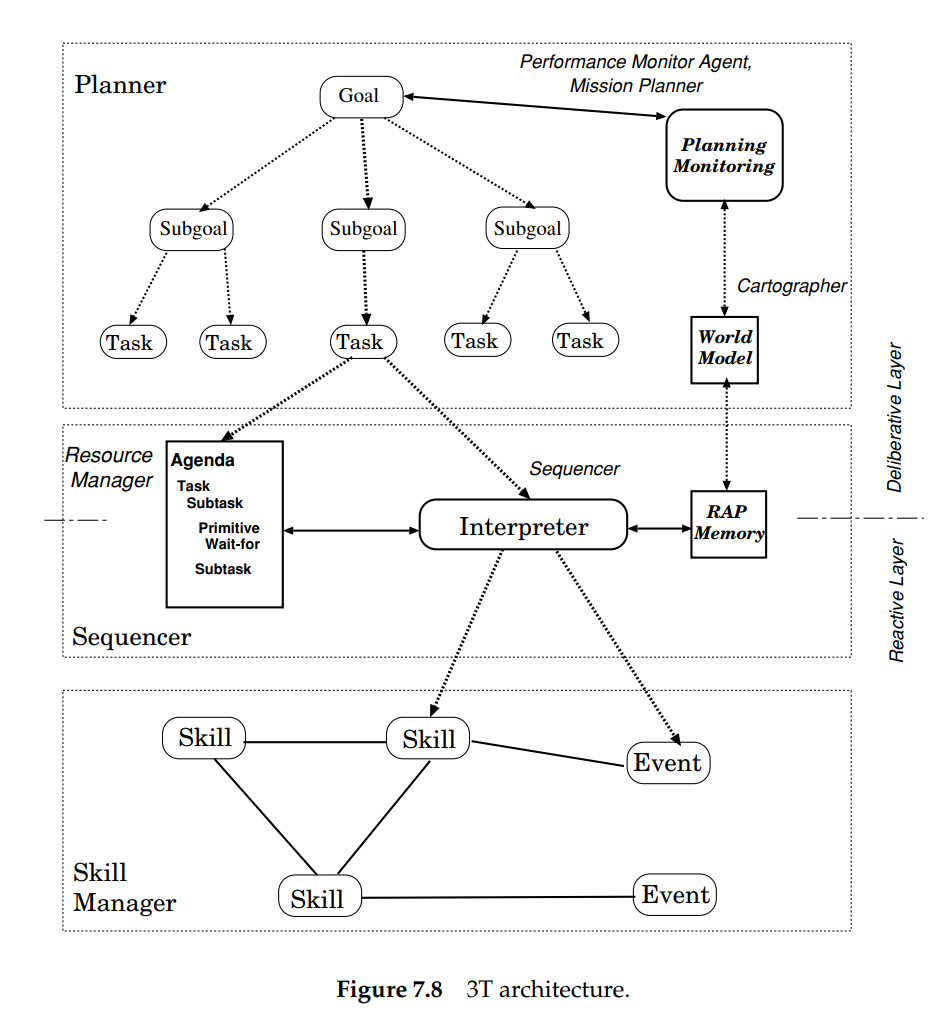 Planner
Performance Monitor Agent,
Mission Planner
Goal
Planning
Monitoring
Subgoal
Subgoal
Subgoal
Cartographer
Task
Task
Task
Task
Task
World
Model
Deliberative Layer
Resource
Manager
Agenda
Task
Subtask
Primitive
Wait-for
Subtask
Sequencer
Interpreter
RAP
Memory
Reactive Layer
Sequencer
Skill
Skill
Event
Skill
Manager
Skill
Event
Figure 7.8 3T architecture.